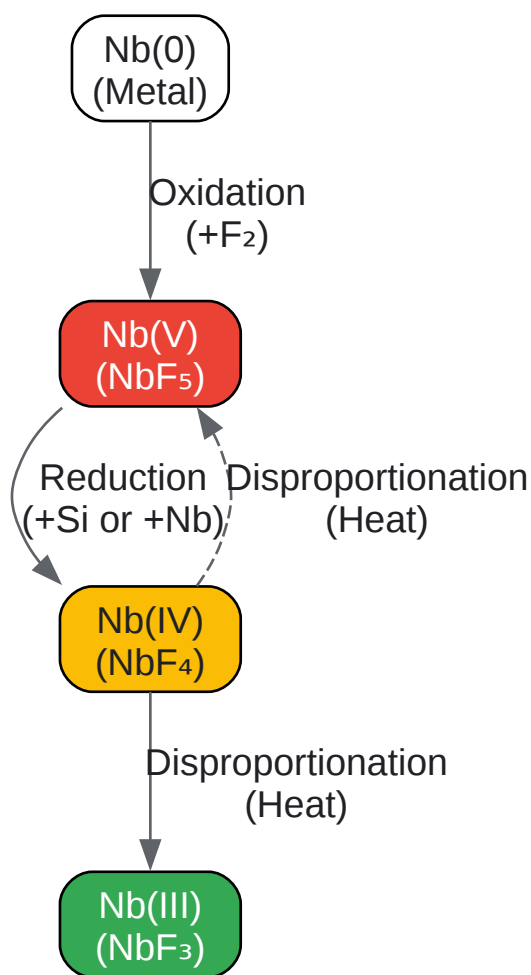 Nb(0)
(Metal)
Oxidation
(+F₂)
Nb(V)
(NbF₅)
Reduction
(+Si or +Nb)
Disproportionation
(Heat)
Nb(IV)
(NbF₄)
Disproportionation
(Heat)
Nb(III)
(NbF₃)